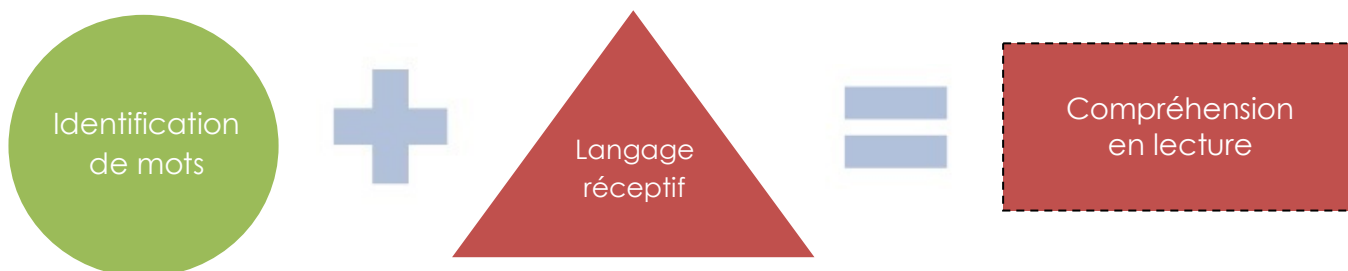 Identification
de mots
Langage
réceptif
Compréhension
en lecture